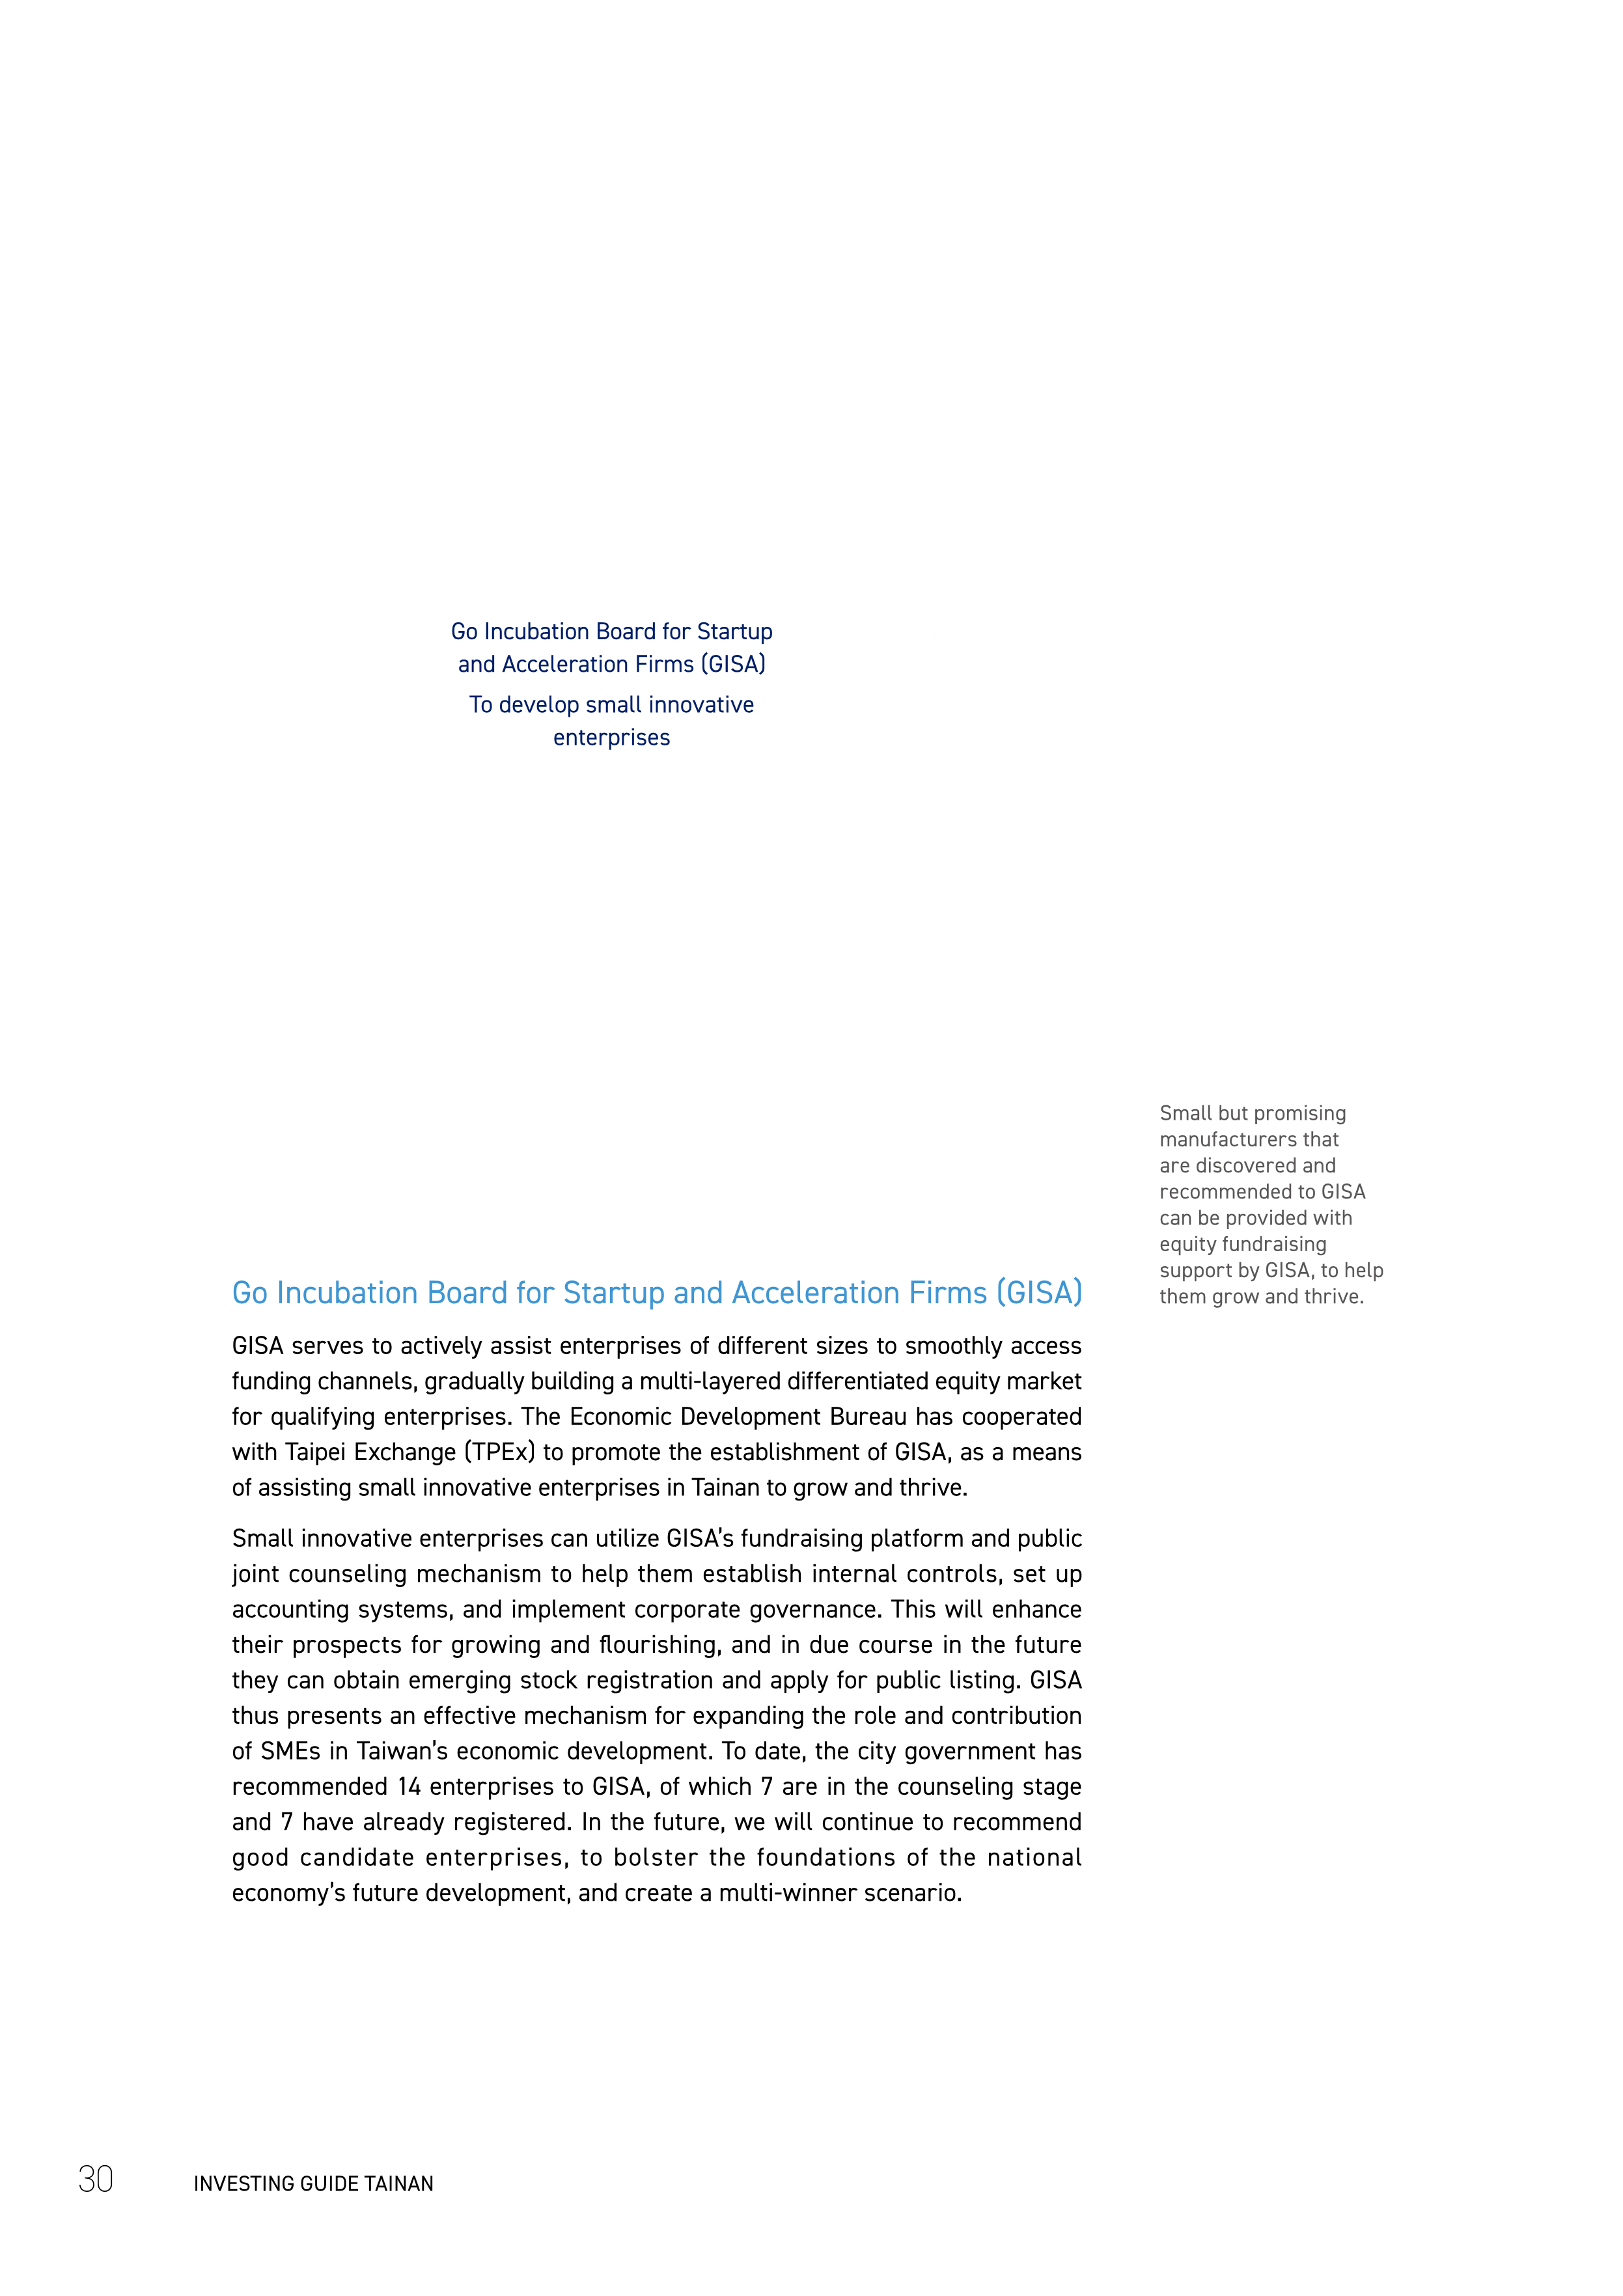 Go Incubation Board for Startup
and Acceleration Firms (GISA)
To develop small innovative
enterprises
Small but promising
manufacturers that
are discovered and
recommended to GISA
can be provided with
equity fundraising
support by GISA, to help
them grow and thrive.
Go Incubation Board for Startup and Acceleration Firms (GISA)
GISA serves to actively assist enterprises of different sizes to smoothly access
funding channels, gradually building a multi-layered differentiated equity market
for qualifying enterprises. The Economic Development Bureau has cooperated
with Taipei Exchange (TPEx) to promote the establishment of GISA, as a means
of assisting small innovative enterprises in Tainan to grow and thrive.
Small innovative enterprises can utilize GISA’s fundraising platform and public
joint counseling mechanism to help them establish internal controls, set up
accounting systems, and implement corporate governance. This will enhance
their prospects for growing and flourishing, and in due course in the future
they can obtain emerging stock registration and apply for public listing. GISA
thus presents an effective mechanism for expanding the role and contribution
of SMEs in Taiwan’s economic development. To date, the city government has
recommended 14 enterprises to GISA, of which 7 are in the counseling stage
and 7 have already registered. In the future, we will continue to recommend
good candidate enterprises, to bolster the foundations of the national
economy’s future development, and create a multi-winner scenario.
30 INVESTING GUIDE TAINAN